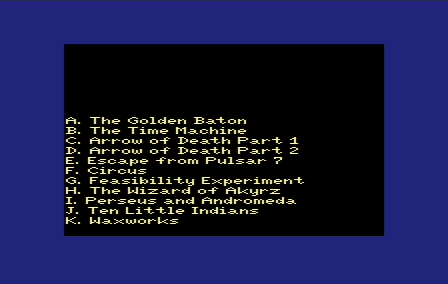 A. The Golden Baton
B. The Time Machine
C. Arrow of Death Part 1
D. Arrow of Death Part 2
E. Escape from Pulsar 7
F. Circus
G. Feasibility Experiment
H. The Wizard of Akyrz
I. Perseus and Andromeda
J. Ten Little Indians
K. Waxworks